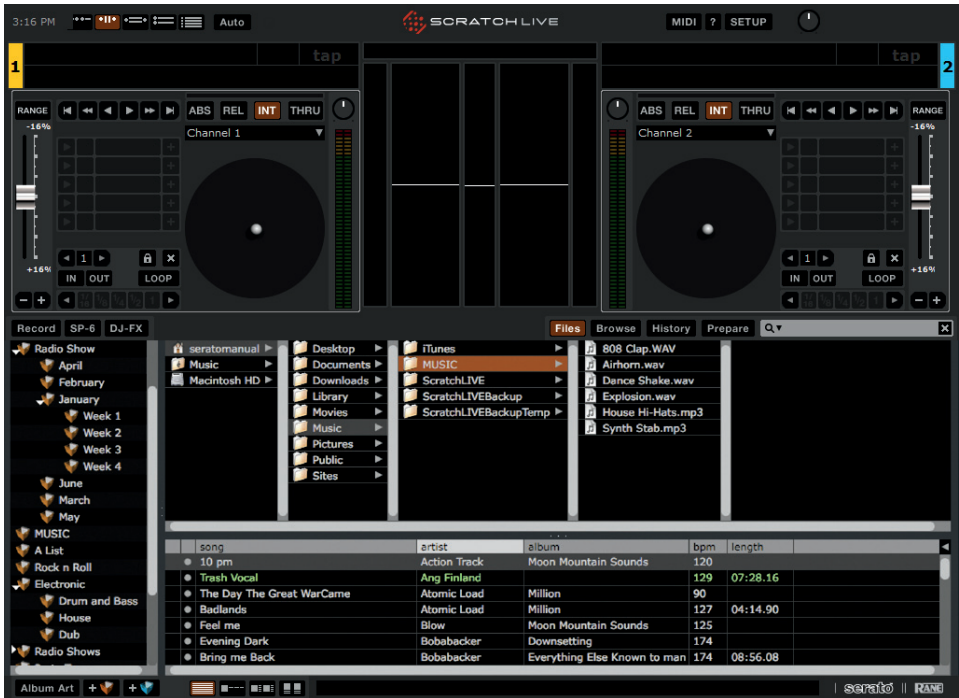 3:16 PM Auto SCRATCH LIVE MIDI ? SETUP
tap tap
1 2
RANGE ABS REL INT THRU ABS REL INT THRU RANGE
-16% Channel 1 Channel 2 -16%
1 1
+16% IN OUT LOOP IN OUT LOOP +16%
Record SP-6 DJ-FX Files Browse History Prepare
Radio Show
April
February
January
Week 1
Week 2
Week 3
Week 4
June
March
May
MUSIC
A List
Rock n Roll
Electronic
Drum and Bass
House
Dub
Radio Shows
seratomanual
Music
Macintosh HD
Desktop
Documents
Downloads
Library
Movies
Music
Pictures
Public
Sites
iTunes
MUSIC
ScratchLIVE
ScratchLIVEBackup
ScratchLIVEBackupTemp
808 Clap.WAV
Airhorn.wav
Dance Shake.wav
Explosion.wav
House Hi-Hats.mp3
Synth Stab.mp3
song artist album bpm length
10 pm Action Track Moon Mountain Sounds 120
Trash Vocal Ang Finland 129 07:28.16
The Day The Great WarCame Atomic Load Million 90
Badlands Atomic Load Million 127 04:14.90
Feel me Blow Moon Mountain Sounds 125
Evening Dark Bobabacker Downsetting 174
Bring me Back Bobabacker Everything Else Known to man 174 08:56.08
Album Art + + serato RANE